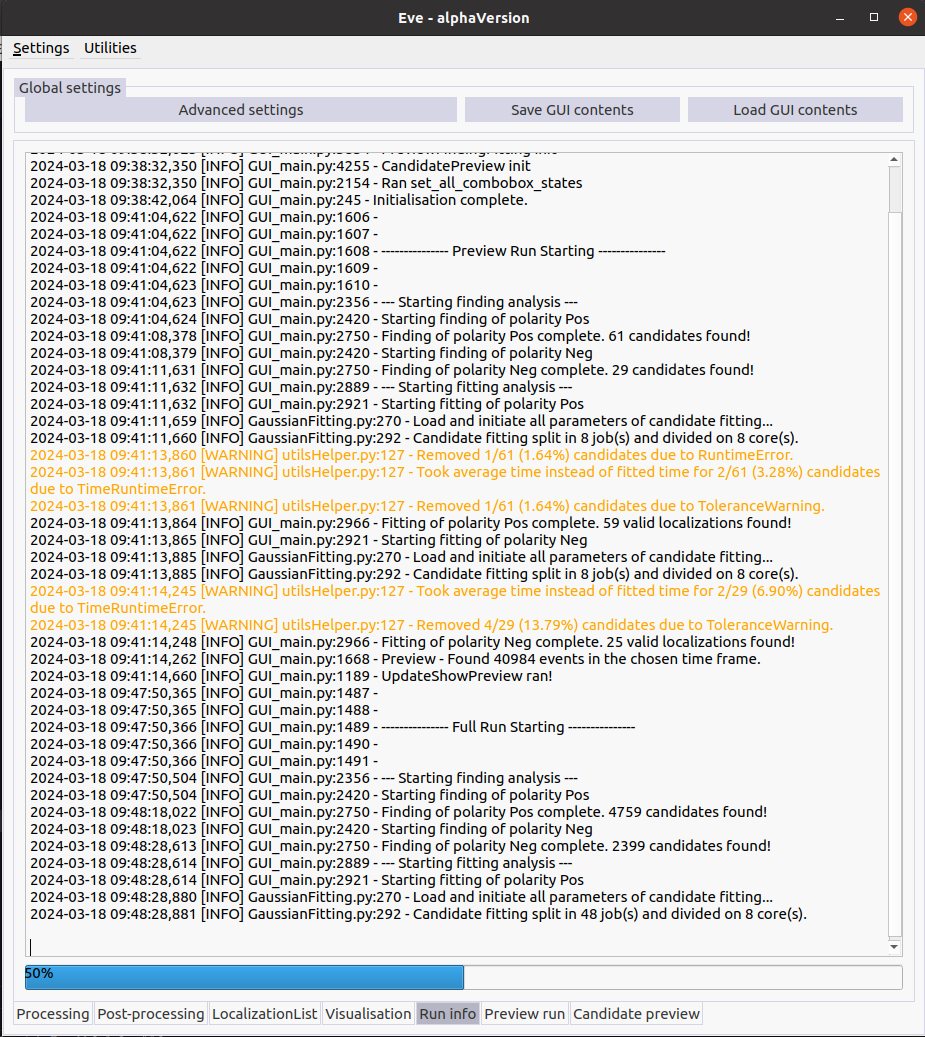 Eve - alphaVersion
Settings Utilities
Global settings
Advanced settings Save GUI contents Load GUI contents
2024-03-18 09:38:32,350 [INFO] GUI_main.py:4255 - CandidatePreview init
2024-03-18 09:38:32,350 [INFO] GUI_main.py:2154 - Ran set_all_combobox_states
2024-03-18 09:38:42,064 [INFO] GUI_main.py:245 - Initialisation complete.
2024-03-18 09:41:04,622 [INFO] GUI_main.py:1606 -
2024-03-18 09:41:04,622 [INFO] GUI_main.py:1607 -
2024-03-18 09:41:04,622 [INFO] GUI_main.py:1608 - --------------- Preview Run Starting ---------------
2024-03-18 09:41:04,622 [INFO] GUI_main.py:1609 -
2024-03-18 09:41:04,623 [INFO] GUI_main.py:1610 -
2024-03-18 09:41:04,623 [INFO] GUI_main.py:2356 - --- Starting finding analysis ---
2024-03-18 09:41:04,624 [INFO] GUI_main.py:2420 - Starting finding of polarity Pos
2024-03-18 09:41:08,378 [INFO] GUI_main.py:2750 - Finding of polarity Pos complete. 61 candidates found!
2024-03-18 09:41:08,379 [INFO] GUI_main.py:2420 - Starting finding of polarity Neg
2024-03-18 09:41:11,631 [INFO] GUI_main.py:2750 - Finding of polarity Neg complete. 29 candidates found!
2024-03-18 09:41:11,632 [INFO] GUI_main.py:2889 - --- Starting fitting analysis ---
2024-03-18 09:41:11,632 [INFO] GUI_main.py:2921 - Starting fitting of polarity Pos
2024-03-18 09:41:11,659 [INFO] GaussianFitting.py:270 - Load and initiate all parameters of candidate fitting...
2024-03-18 09:41:11,660 [INFO] GaussianFitting.py:292 - Candidate fitting split in 8 job(s) and divided on 8 core(s).
2024-03-18 09:41:13,860 [WARNING] utilsHelper.py:127 - Removed 1/61 (1.64%) candidates due to RuntimeError.
2024-03-18 09:41:13,861 [WARNING] utilsHelper.py:127 - Took average time instead of fitted time for 2/61 (3.28%) candidates
due to TimeRuntimeError.
2024-03-18 09:41:13,861 [WARNING] utilsHelper.py:127 - Removed 1/61 (1.64%) candidates due to ToleranceWarning.
2024-03-18 09:41:13,864 [INFO] GUI_main.py:2966 - Fitting of polarity Pos complete. 59 valid localizations found!
2024-03-18 09:41:13,865 [INFO] GUI_main.py:2921 - Starting fitting of polarity Neg
2024-03-18 09:41:13,885 [INFO] GaussianFitting.py:270 - Load and initiate all parameters of candidate fitting...
2024-03-18 09:41:13,885 [INFO] GaussianFitting.py:292 - Candidate fitting split in 8 job(s) and divided on 8 core(s).
2024-03-18 09:41:14,245 [WARNING] utilsHelper.py:127 - Took average time instead of fitted time for 2/29 (6.90%) candidates
due to TimeRuntimeError.
2024-03-18 09:41:14,245 [WARNING] utilsHelper.py:127 - Removed 4/29 (13.79%) candidates due to ToleranceWarning.
2024-03-18 09:41:14,248 [INFO] GUI_main.py:2966 - Fitting of polarity Neg complete. 25 valid localizations found!
2024-03-18 09:41:14,262 [INFO] GUI_main.py:1668 - Preview - Found 40984 events in the chosen time frame.
2024-03-18 09:41:14,660 [INFO] GUI_main.py:1189 - UpdateShowPreview ran!
2024-03-18 09:47:50,365 [INFO] GUI_main.py:1487 -
2024-03-18 09:47:50,365 [INFO] GUI_main.py:1488 -
2024-03-18 09:47:50,366 [INFO] GUI_main.py:1489 - --------------- Full Run Starting ---------------
2024-03-18 09:47:50,366 [INFO] GUI_main.py:1490 -
2024-03-18 09:47:50,366 [INFO] GUI_main.py:1491 -
2024-03-18 09:47:50,504 [INFO] GUI_main.py:2356 - --- Starting finding analysis ---
2024-03-18 09:47:50,504 [INFO] GUI_main.py:2420 - Starting finding of polarity Pos
2024-03-18 09:48:18,022 [INFO] GUI_main.py:2750 - Finding of polarity Pos complete. 4759 candidates found!
2024-03-18 09:48:18,023 [INFO] GUI_main.py:2420 - Starting finding of polarity Neg
2024-03-18 09:48:28,613 [INFO] GUI_main.py:2750 - Finding of polarity Neg complete. 2399 candidates found!
2024-03-18 09:48:28,614 [INFO] GUI_main.py:2889 - --- Starting fitting analysis ---
2024-03-18 09:48:28,614 [INFO] GUI_main.py:2921 - Starting fitting of polarity Pos
2024-03-18 09:48:28,880 [INFO] GaussianFitting.py:270 - Load and initiate all parameters of candidate fitting...
2024-03-18 09:48:28,881 [INFO] GaussianFitting.py:292 - Candidate fitting split in 48 job(s) and divided on 8 core(s).
50%
Processing Post-processing LocalizationList Visualisation Run info Preview run Candidate preview